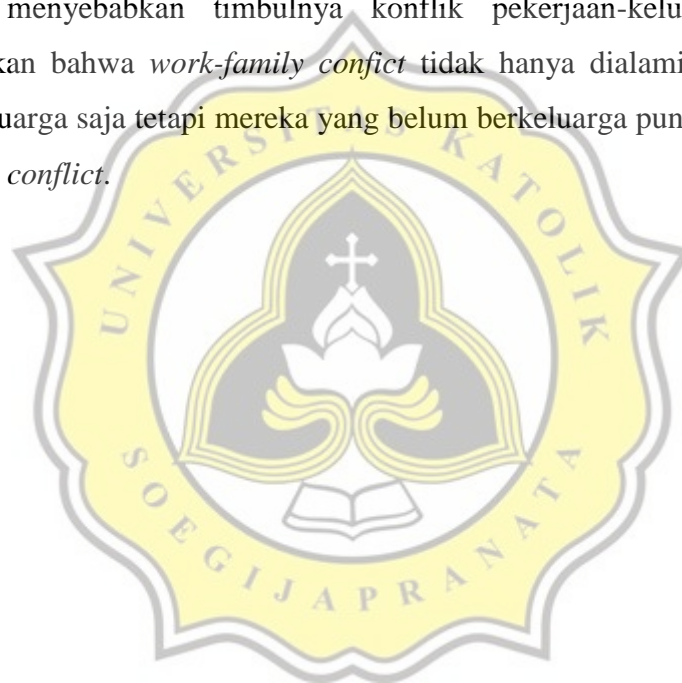 menyebabkan timbulnya konflik pekerjaan-kelu
kan bahwa work-family confict tidak hanya dialami
uarga saja tetapi mereka yang belum berkeluarga pun
conflict.
UNIVERSITAS KATOLIK
SOEGIJAPRANATA